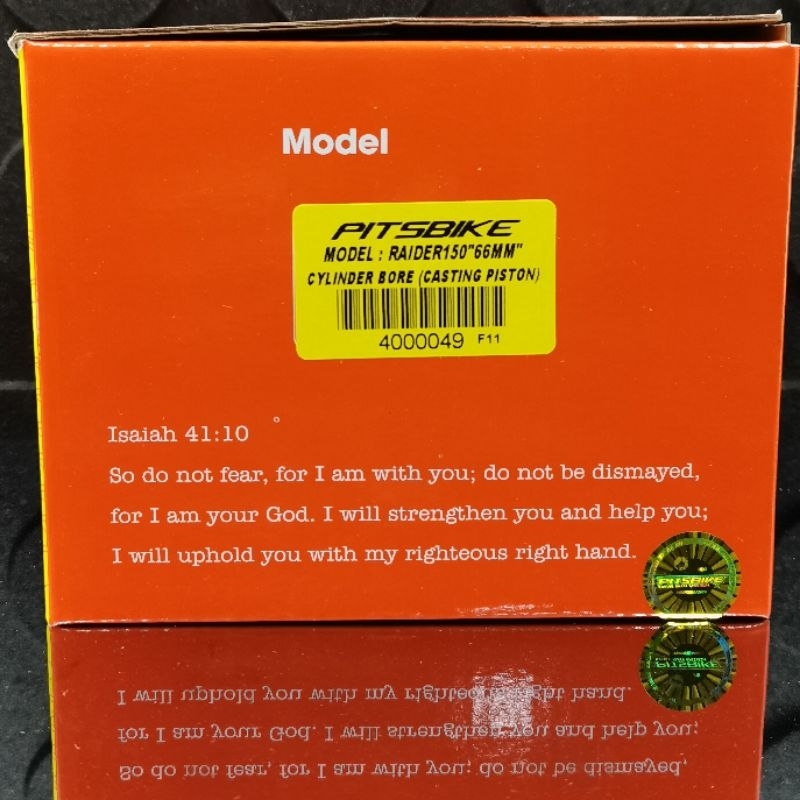 Model
PITSBIKE
MODEL : RAIDER150"66MM"
CYLINDER BORE (CASTING PISTON)
4000049 F11
Isaiah 41:10
So do not fear, for I am with you; do not be dismayed,
for I am your God. I will strengthen you and help you;
I will uphold you with my righteous right hand.
PITSBIKE